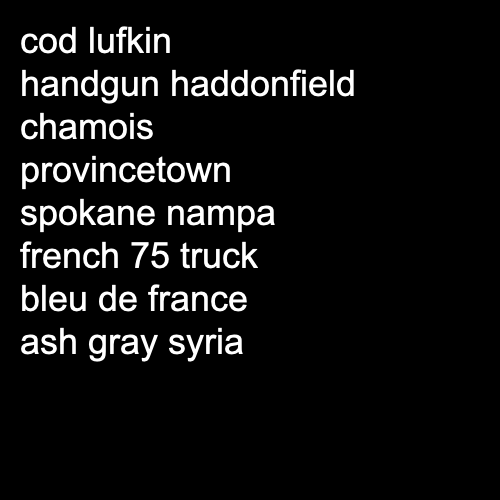 cod lufkin
handgun haddonfield
chamois
provincetown
spokane nampa
french 75 truck
bleu de france
ash gray syria